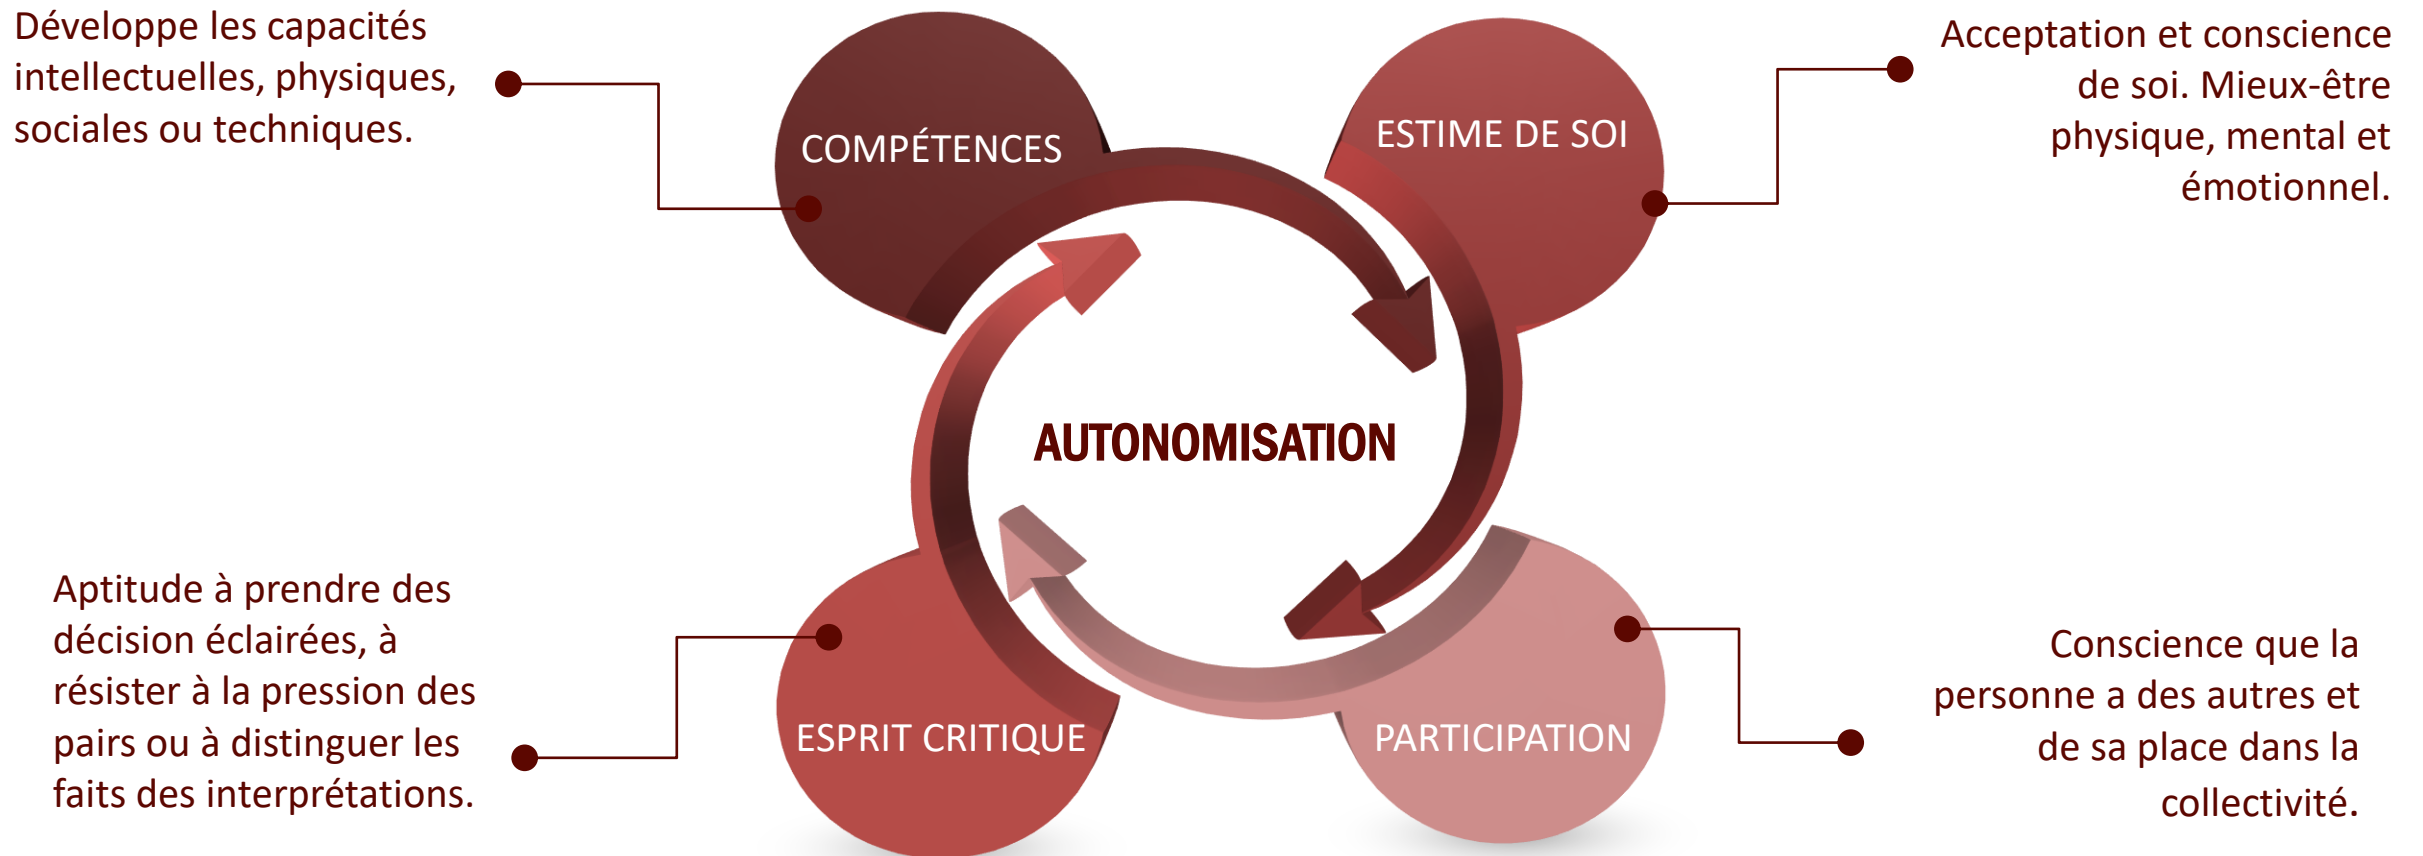 Développe les capacités
intellectuelles, physiques,
sociales ou techniques.
COMPÉTENCES
ESTIME DE SOI
Acceptation et conscience
de soi. Mieux-être
physique, mental et
émotionnel.
AUTONOMISATION
Aptitude à prendre des
décision éclairées, à
résister à la pression des
pairs ou à distinguer les
faits des interprétations.
ESPRIT CRITIQUE
PARTICIPATION
Conscience que la
personne a des autres et
de sa place dans la
collectivité.